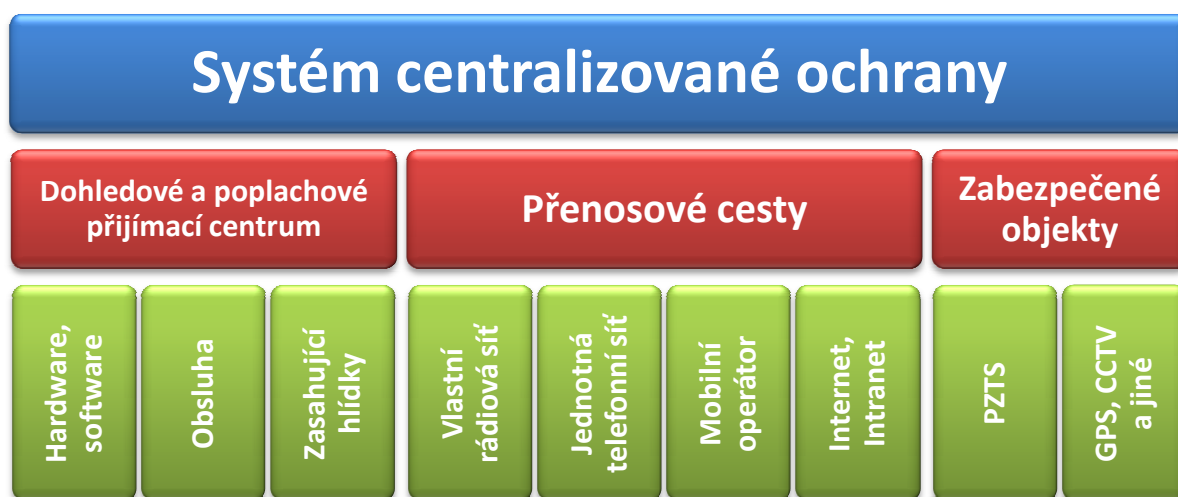 Systém centralizované ochrany
Dohledové a poplachové
přijímací centrum
Přenosové cesty
Zabezpečené
objekty
Hardware,
software
Obsluha
Zasahující
hlídky
Vlastní
rádiová síť
Jednotná
telefonní síť
Mobilní
operátor
Internet,
Intranet
PZTS
GPS, CCTV
a jiné